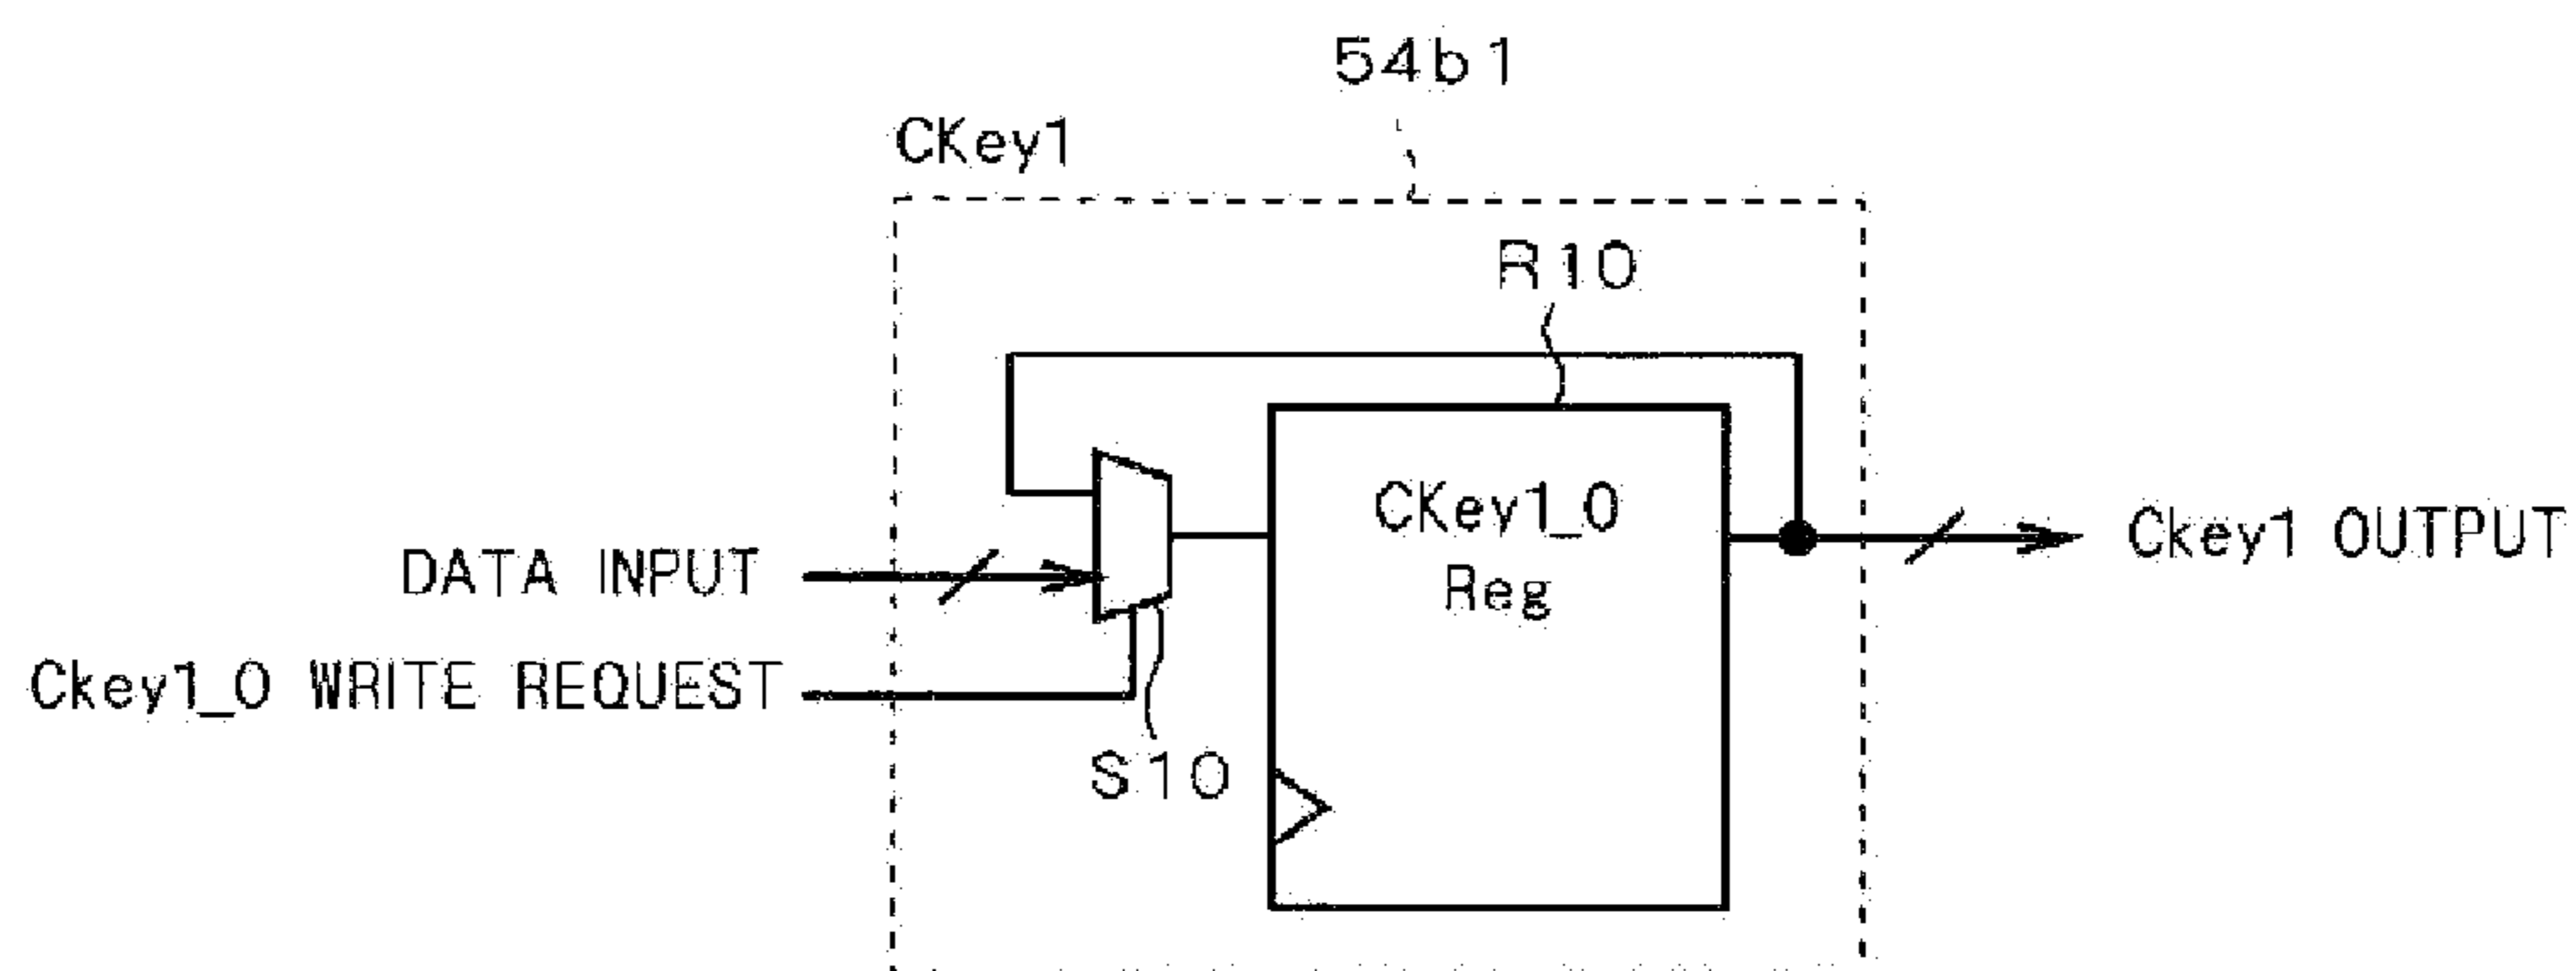 54b1
CKey1
R10
CKey1_0
Reg
DATA INPUT
Ckey1 OUTPUT
Ckey1_0 WRITE REQUEST
S10